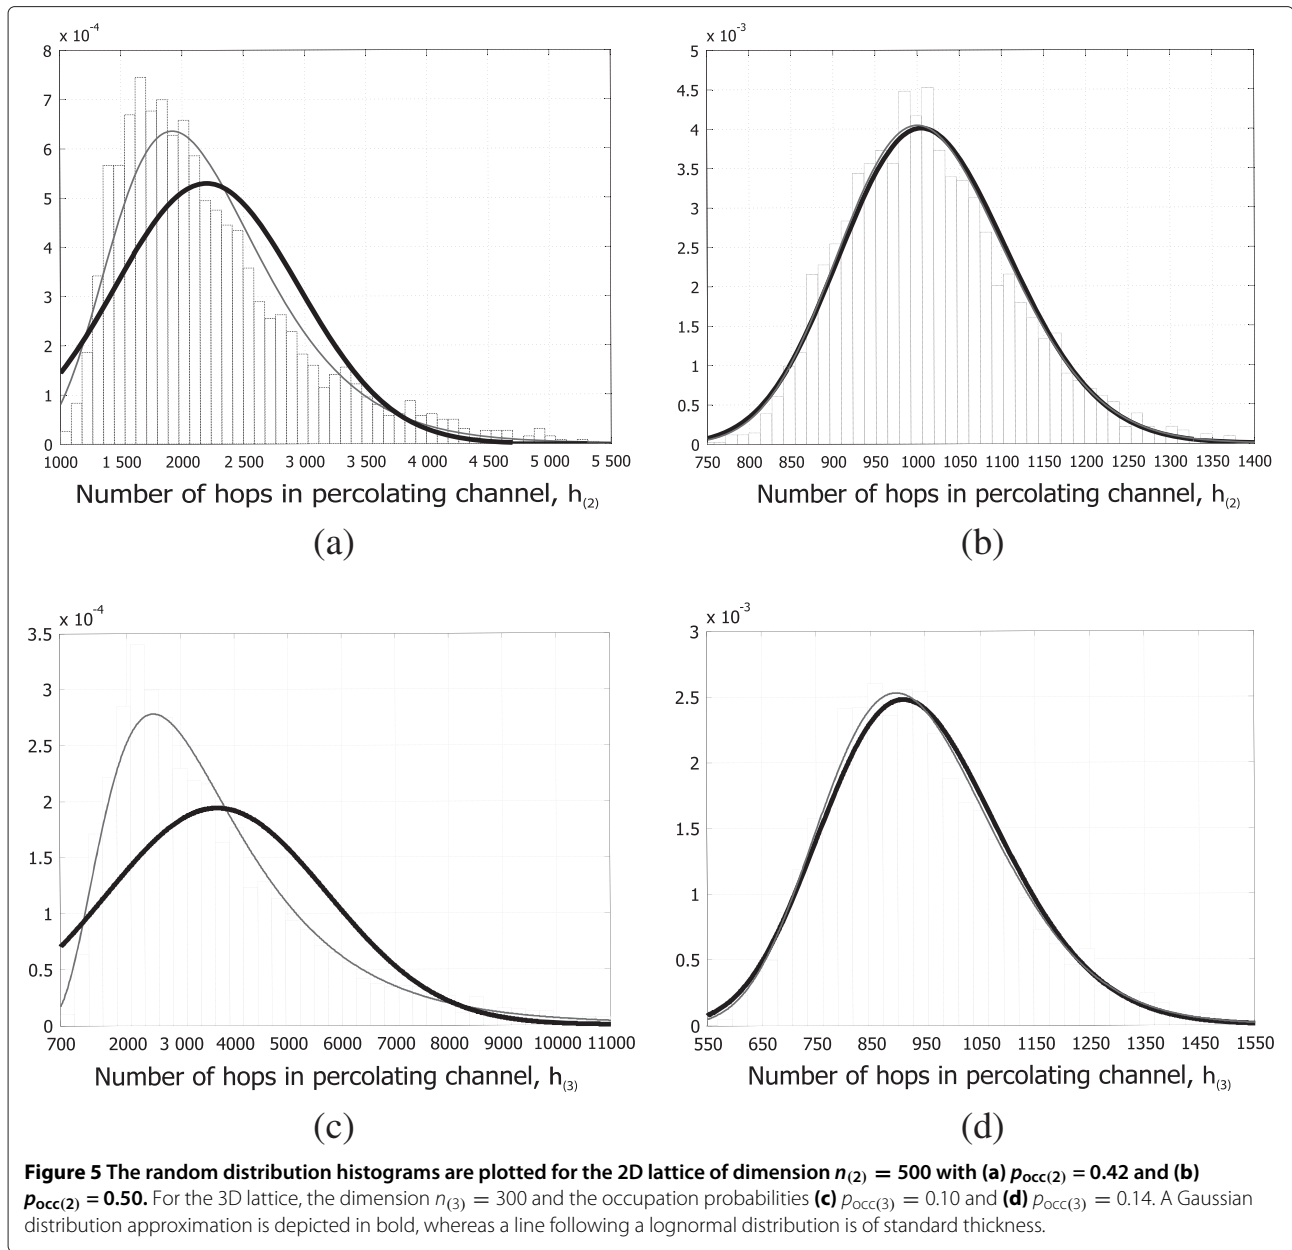 x 10⁻⁴
8
7
6
5
4
3
2
1
0
1000 1 500 2000 2 500 3 000 3 500 4 000 4 500 5 000 5 500
Number of hops in percolating channel, h₍₂₎
(a)
x 10⁻³
5
4.5
4
3.5
3
2.5
2
1.5
1
0.5
0
750 800 850 900 950 1000 1050 1100 1150 1200 1250 1300 1350 1400
Number of hops in percolating channel, h₍₂₎
(b)
x 10⁻⁴
3.5
3
2.5
2
1.5
1
0.5
0
700 2000 3 000 4000 5000 6000 7000 8000 9000 10000 11000
Number of hops in percolating channel, h₍₃₎
(c)
x 10⁻³
3
2.5
2
1.5
1
0.5
0
550 650 750 850 950 1050 1150 1250 1350 1450 1550
Number of hops in percolating channel, h₍₃₎
(d)
Figure 5 The random distribution histograms are plotted for the 2D lattice of dimension n₍₂₎ = 500 with (a) pocc(2) = 0.42 and (b)
pocc(2) = 0.50. For the 3D lattice, the dimension n₍₃₎ = 300 and the occupation probabilities (c) pocc(3) = 0.10 and (d) pocc(3) = 0.14. A Gaussian
distribution approximation is depicted in bold, whereas a line following a lognormal distribution is of standard thickness.